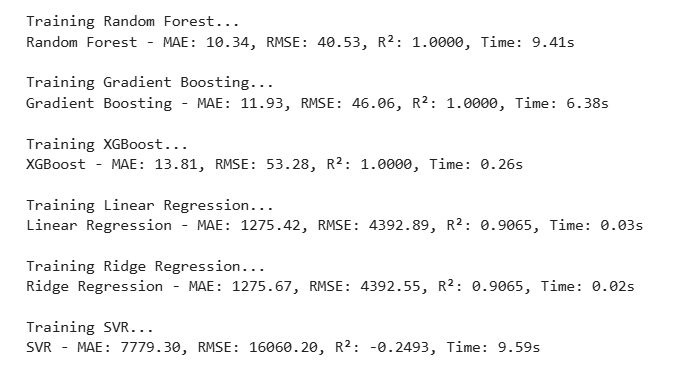 Training Random Forest...
Random Forest - MAE: 10.34, RMSE: 40.53, R²: 1.0000, Time: 9.41s
Training Gradient Boosting...
Gradient Boosting - MAE: 11.93, RMSE: 46.06, R²: 1.0000, Time: 6.38s
Training XGBoost...
XGBoost - MAE: 13.81, RMSE: 53.28, R²: 1.0000, Time: 0.26s
Training Linear Regression...
Linear Regression - MAE: 1275.42, RMSE: 4392.89, R²: 0.9065, Time: 0.03s
Training Ridge Regression...
Ridge Regression - MAE: 1275.67, RMSE: 4392.55, R²: 0.9065, Time: 0.02s
Training SVR...
SVR - MAE: 7779.30, RMSE: 16060.20, R²: -0.2493, Time: 9.59s